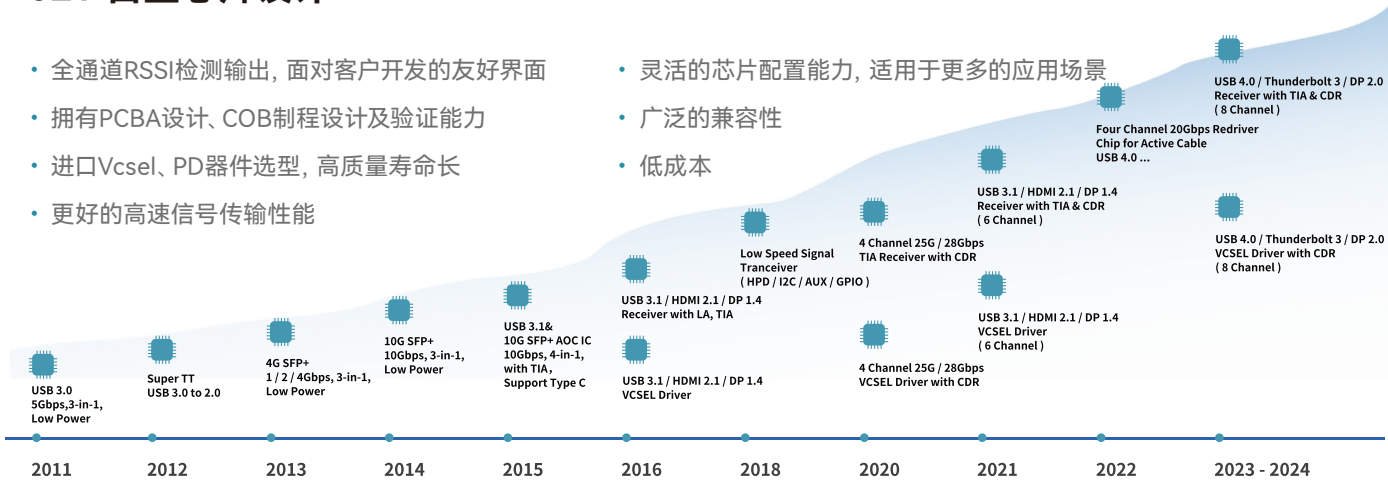 • 全通道RSSI检测输出, 面对客户开发的友好界面
• 拥有PCBA设计、COB制程设计及验证能力
• 进口Vcsel、PD器件选型, 高质量寿命长
• 更好的高速信号传输性能
• 灵活的芯片配置能力, 适用于更多的应用场景
• 广泛的兼容性
• 低成本
USB 3.0
5Gbps,3-in-1,
Low Power
Super TT
USB 3.0 to 2.0
4G SFP+
1 / 2 / 4Gbps, 3-in-1,
Low Power
10G SFP+
10Gbps, 3-in-1,
Low Power
USB 3.1&
10G SFP+ AOC IC
10Gbps, 4-in-1,
with TIA,
Support Type C
USB 3.1 / HDMI 2.1 / DP 1.4
Receiver with LA, TIA
USB 3.1 / HDMI 2.1 / DP 1.4
VCSEL Driver
Low Speed Signal
Tranceiver
( HPD / I2C / AUX / GPIO )
4 Channel 25G / 28Gbps
TIA Receiver with CDR
4 Channel 25G / 28Gbps
VCSEL Driver with CDR
USB 3.1 / HDMI 2.1 / DP 1.4
Receiver with TIA & CDR
( 6 Channel )
USB 3.1 / HDMI 2.1 / DP 1.4
VCSEL Driver
( 6 Channel )
Four Channel 20Gbps Redriver
Chip for Active Cable
USB 4.0 ...
USB 4.0 / Thunderbolt 3 / DP 2.0
Receiver with TIA & CDR
( 8 Channel )
USB 4.0 / Thunderbolt 3 / DP 2.0
VCSEL Driver with CDR
( 8 Channel )
2011
2012
2013
2014
2015
2016
2018
2020
2021
2022
2023 - 2024